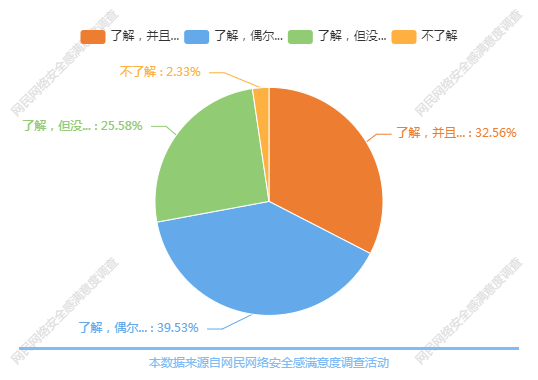 了解，并且... 了解，偶尔... 了解，但没... 不了解
不了解 : 2.33%
了解，但没... : 25.58%
了解，并且... : 32.56%
了解，偶尔... : 39.53%
本数据来源自网民网络安全感满意度调查活动
网民网络安全感满意度调查
网民网络安全感满意度调查
网民网络安全感满意度调查
网民网络安全感满意度调查